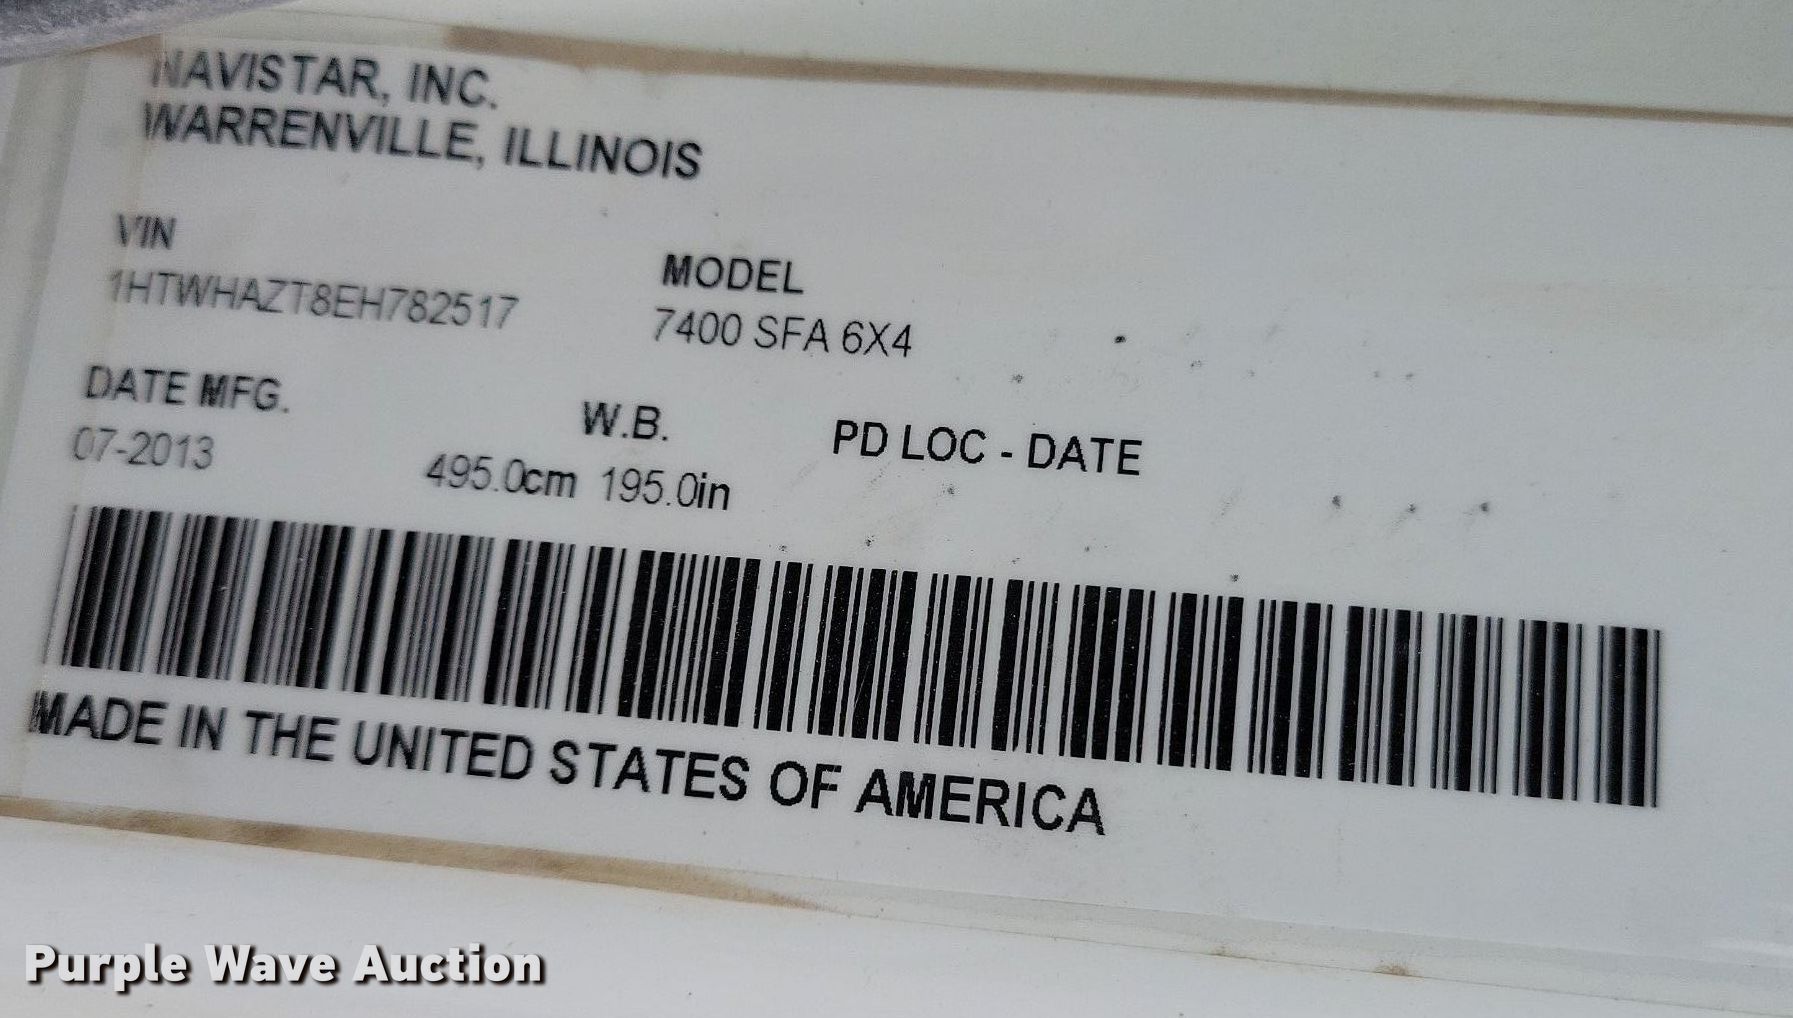 NAVISTAR, INC.
WARRENVILLE, ILLINOIS
VIN
1HTWHAZT8EH782517
MODEL
7400 SFA 6X4
DATE MFG.
07-2013
W.B.
495.0cm 195.0in
PD LOC - DATE
MADE IN THE UNITED STATES OF AMERICA
Purple Wave Auction